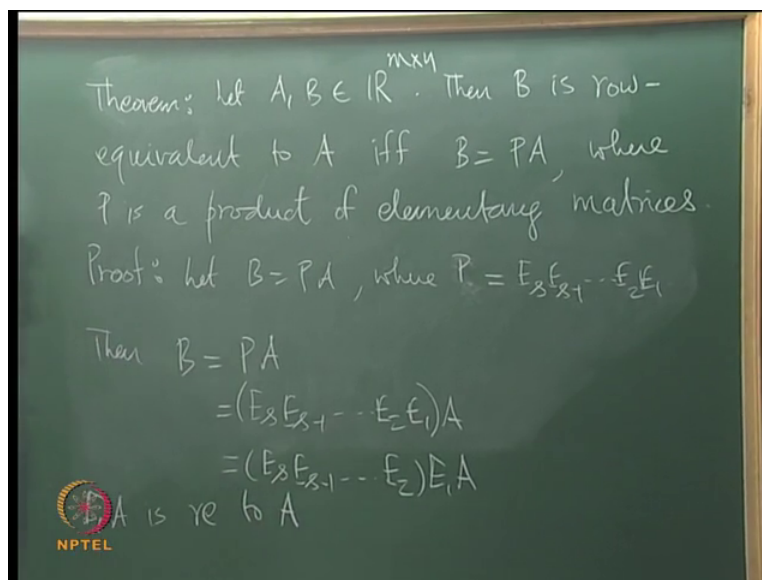 Theorem: Let A, B ∈ ℝ^{m×n}. Then B is row-
equivalent to A iff B = PA, where
P is a product of elementary matrices.
Proof: Let B = PA, where P = E_s E_{s-1} ... E_2 E_1
Then B = PA
= (E_s E_{s-1} ... E_2 E_1) A
= (E_s E_{s-1} ... E_2) E_1 A
E_1 A is re to A
NPTEL